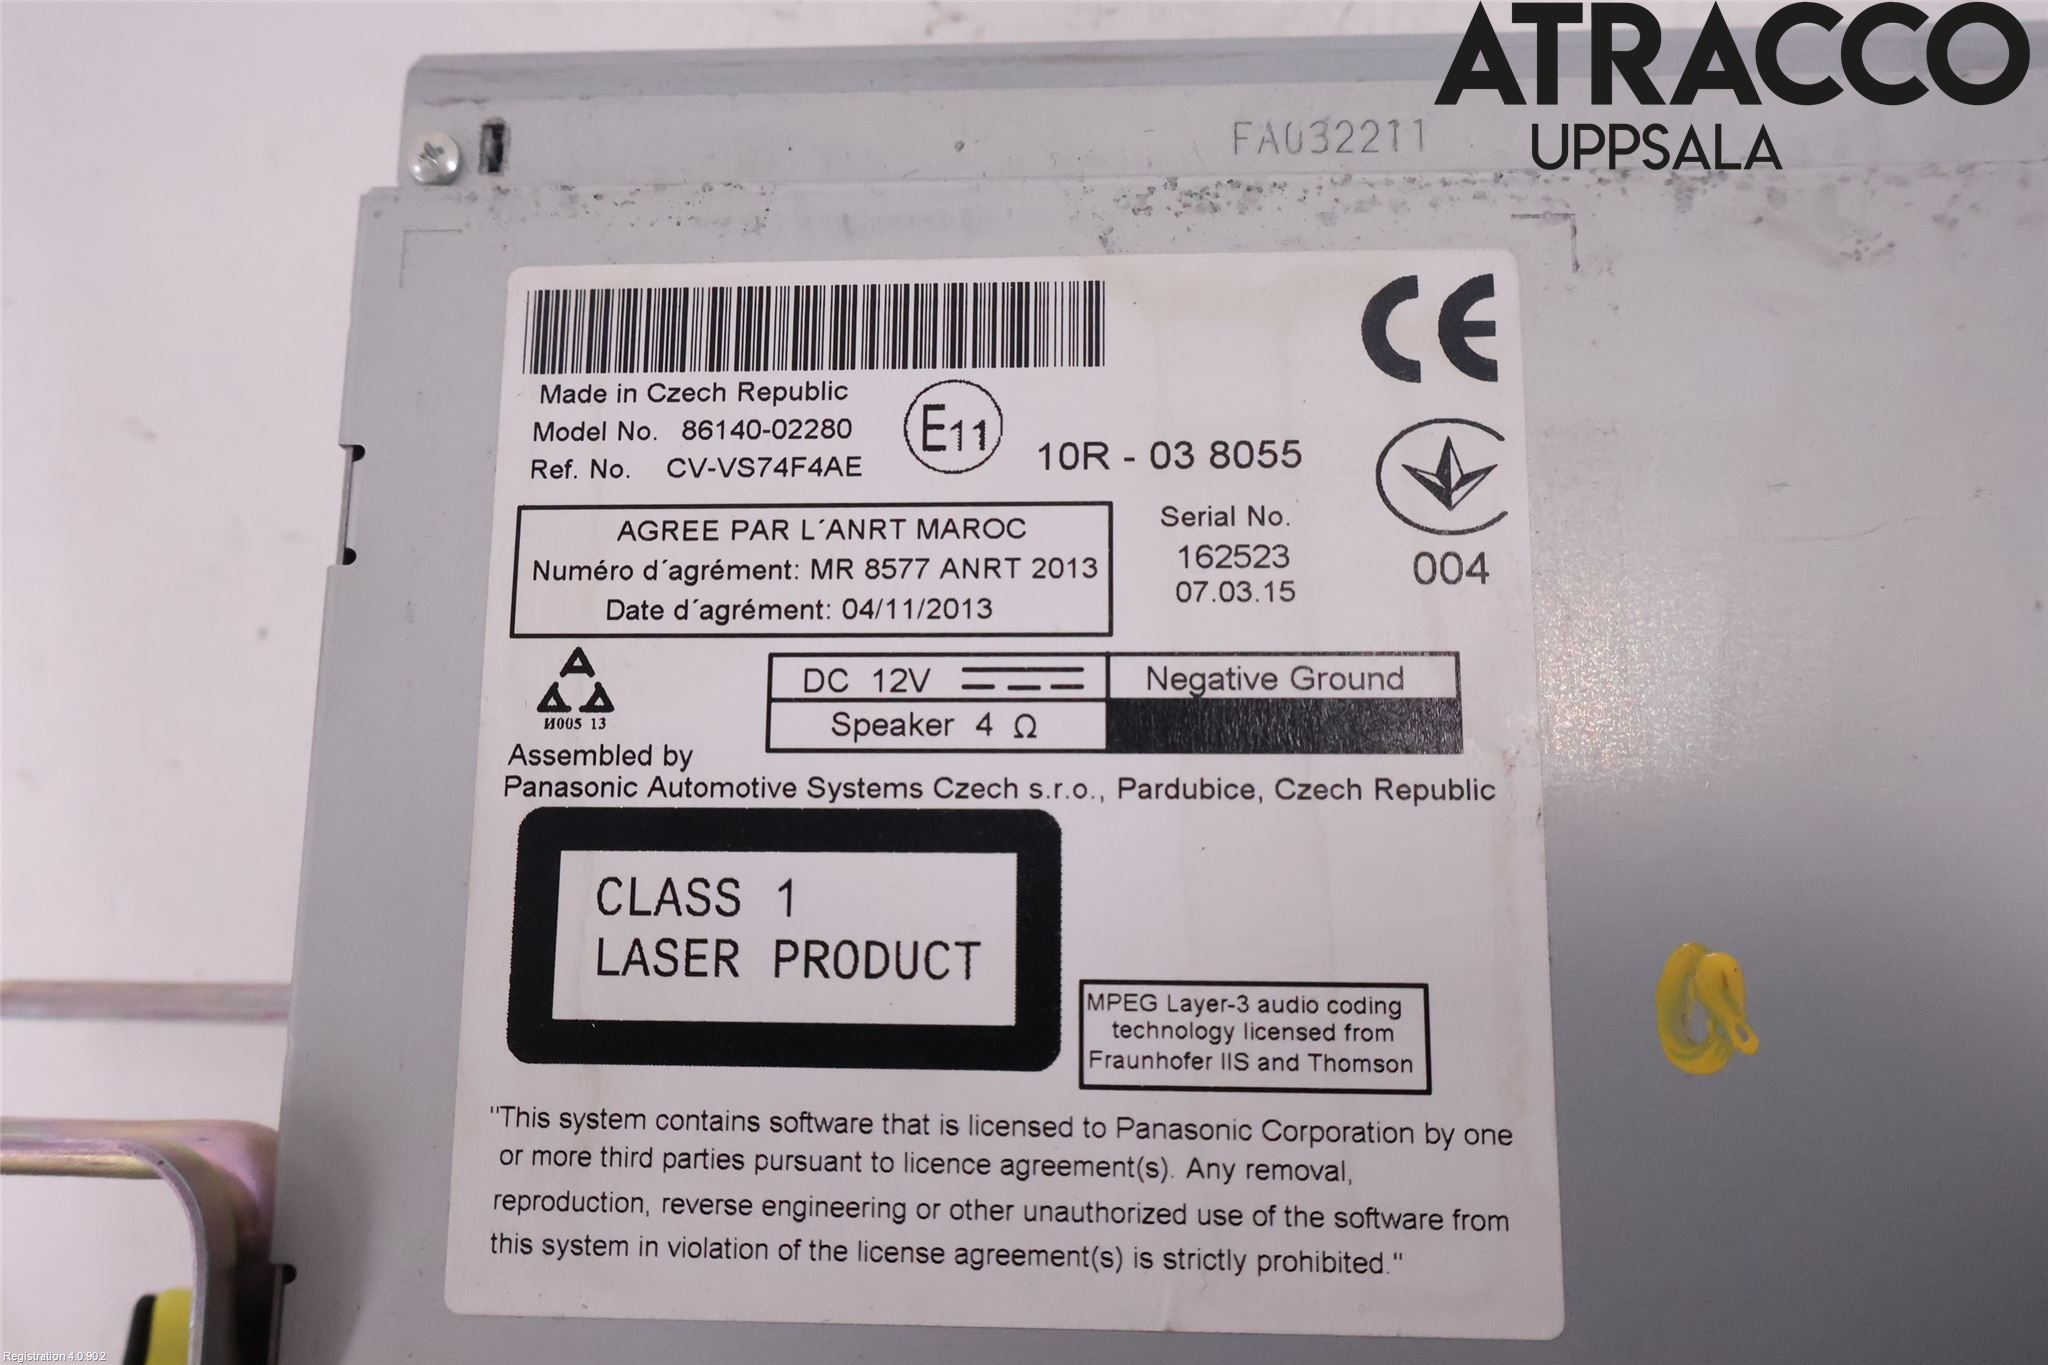 ATRACCO
UPPSALA
FA032211
CE
Made in Czech Republic
Model No. 86140-02280
Ref. No. CV-VS74F4AE
E11
10R - 03 8055
AGREE PAR L´ANRT MAROC
Numéro d´agrément: MR 8577 ANRT 2013
Date d´agrément: 04/11/2013
Serial No.
162523
07.03.15
004
И005 13
DC 12V
Negative Ground
Speaker 4 Ω
Assembled by
Panasonic Automotive Systems Czech s.r.o., Pardubice, Czech Republic
CLASS 1
LASER PRODUCT
MPEG Layer-3 audio coding
technology licensed from
Fraunhofer IIS and Thomson
"This system contains software that is licensed to Panasonic Corporation by one
or more third parties pursuant to licence agreement(s). Any removal,
reproduction, reverse engineering or other unauthorized use of the software from
this system in violation of the license agreement(s) is strictly prohibited."
Registration 4.0.90.2